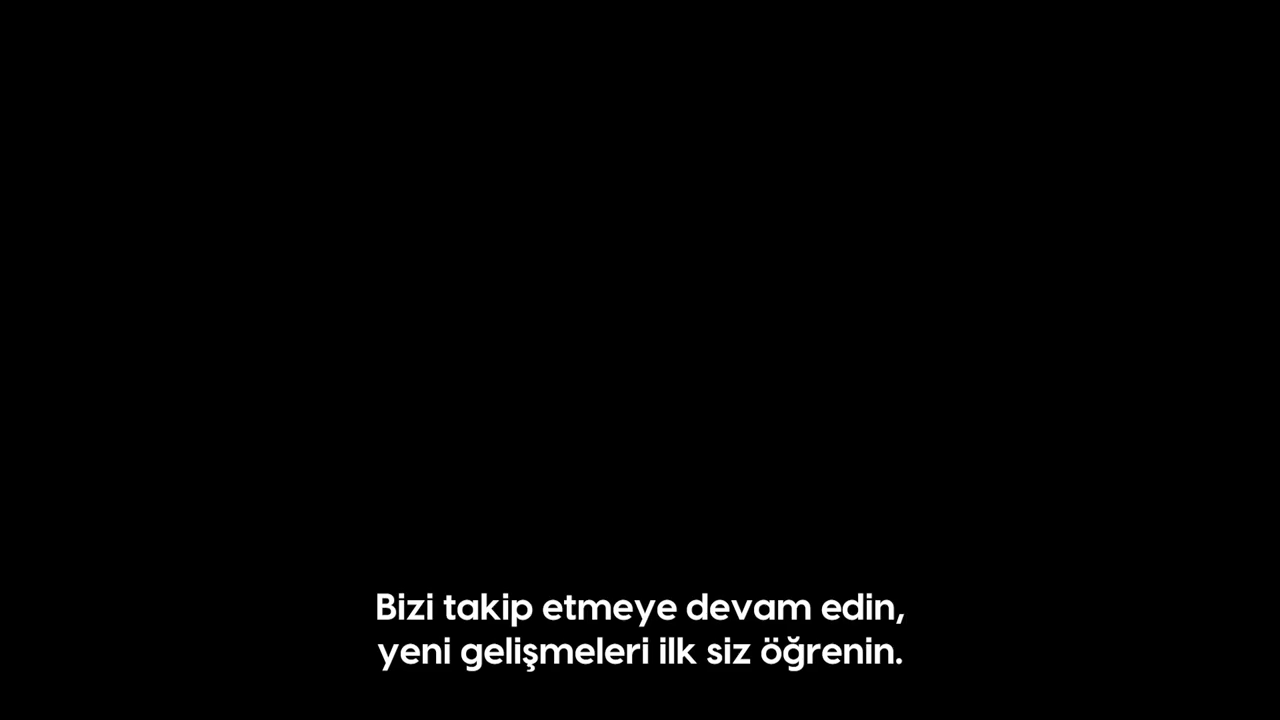 Bizi takip etmeye devam edin,
yeni gelişmeleri ilk siz öğrenin.